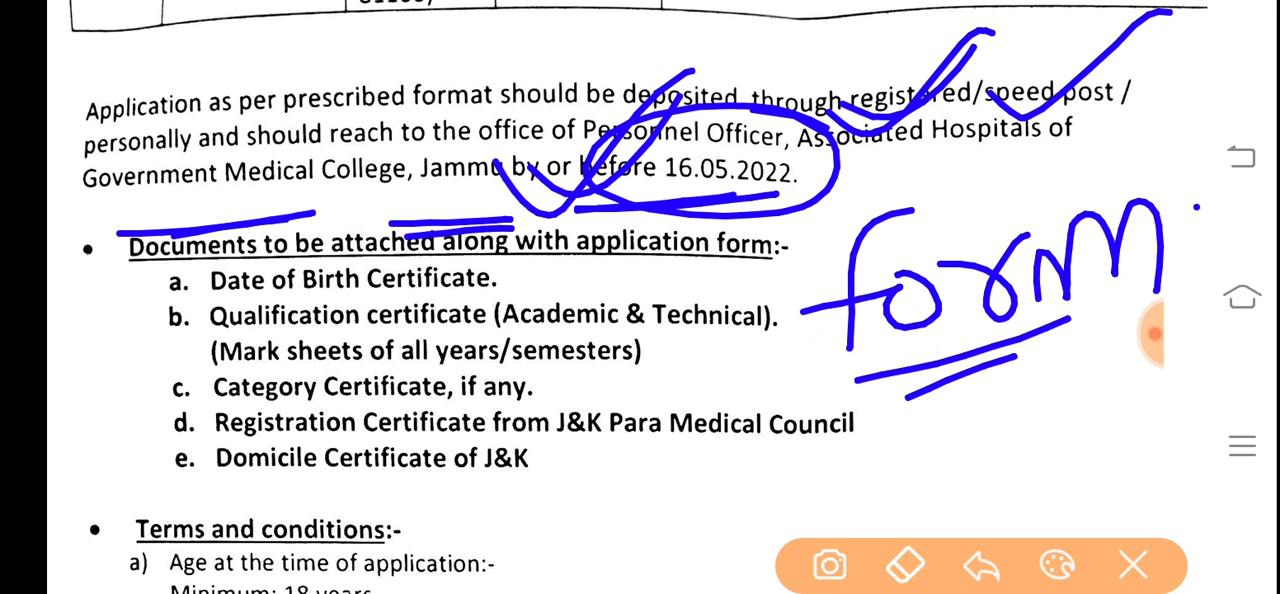 Application as per prescribed format should be deposited through registered/speed post /
personally and should reach to the office of Personnel Officer, Associated Hospitals of
Government Medical College, Jammu by or before 16.05.2022.
• Documents to be attached along with application form:-
a. Date of Birth Certificate.
b. Qualification certificate (Academic & Technical).
(Mark sheets of all years/semesters)
form
c. Category Certificate, if any.
d. Registration Certificate from J&K Para Medical Council
e. Domicile Certificate of J&K
• Terms and conditions:-
a) Age at the time of application:-
Minimum: 18 years